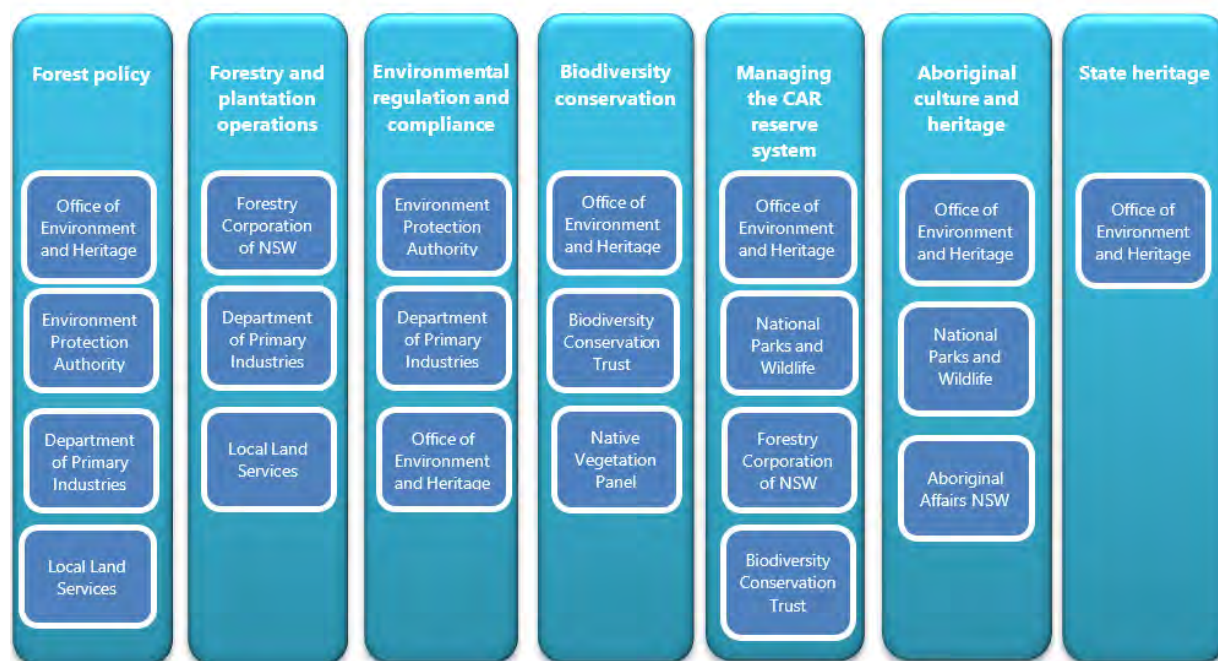 Forest policy
Office of
Environment
and Heritage
Environment
Protection
Authority
Department
of Primary
Industries
Local Land
Services
Forestry and
plantation
operations
Forestry
Corporation
of NSW
Department
of Primary
Industries
Local Land
Services
Environmental
regulation and
compliance
Environment
Protection
Authority
Department
of Primary
Industries
Office of
Environment
and Heritage
Biodiversity
conservation
Office of
Environment
and Heritage
Biodiversity
Conservation
Trust
Native
Vegetation
Panel
Managing
the CAR
reserve
system
Office of
Environment
and Heritage
National
Parks and
Wildlife
Forestry
Corporation
of NSW
Biodiversity
Conservation
Trust
Aboriginal
culture and
heritage
Office of
Environment
and Heritage
National
Parks and
Wildlife
Aboriginal
Affairs NSW
State heritage
Office of
Environment
and Heritage